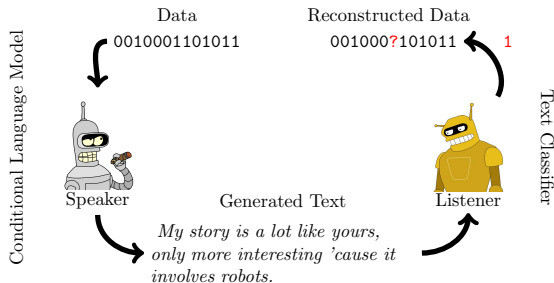 Data
Reconstructed Data
0010001101011
001000?101011
1
Conditional Language Model
Text Classifier
Speaker
Generated Text
Listener
My story is a lot like yours,
only more interesting 'cause it
involves robots.